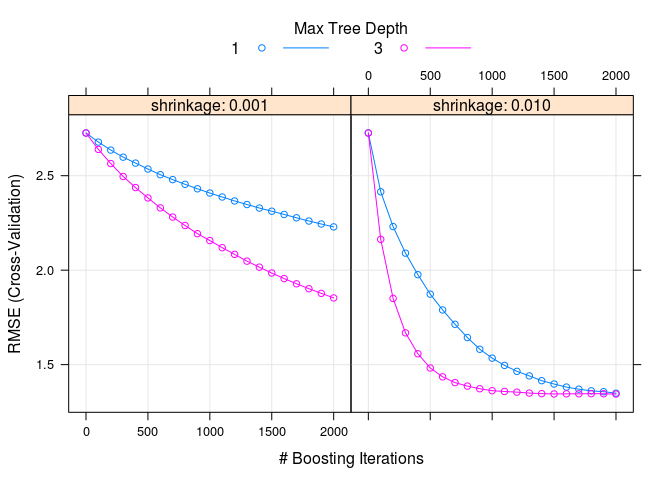 Max Tree Depth
1 3
0 500 1000 1500 2000
shrinkage: 0.001 shrinkage: 0.010
RMSE (Cross-Validation)
2.5
2.0
1.5
0 500 1000 1500 2000
# Boosting Iterations